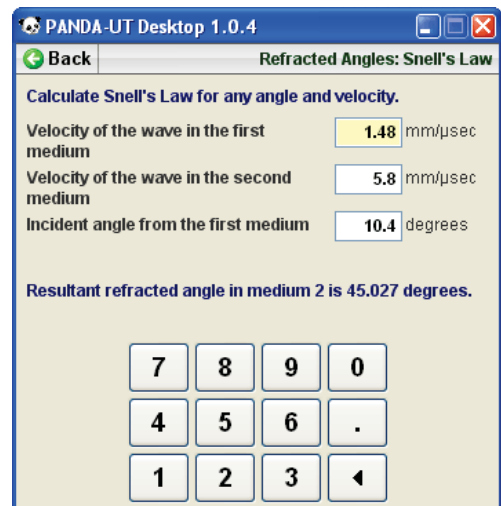 PANDA-UT Desktop 1.0.4
Back
Refracted Angles: Snell's Law
Calculate Snell's Law for any angle and velocity.
Velocity of the wave in the first 1.48 mm/µsec
medium
Velocity of the wave in the second 5.8 mm/µsec
medium
Incident angle from the first medium 10.4 degrees
Resultant refracted angle in medium 2 is 45.027 degrees.
7 8 9 0
4 5 6 .
1 2 3